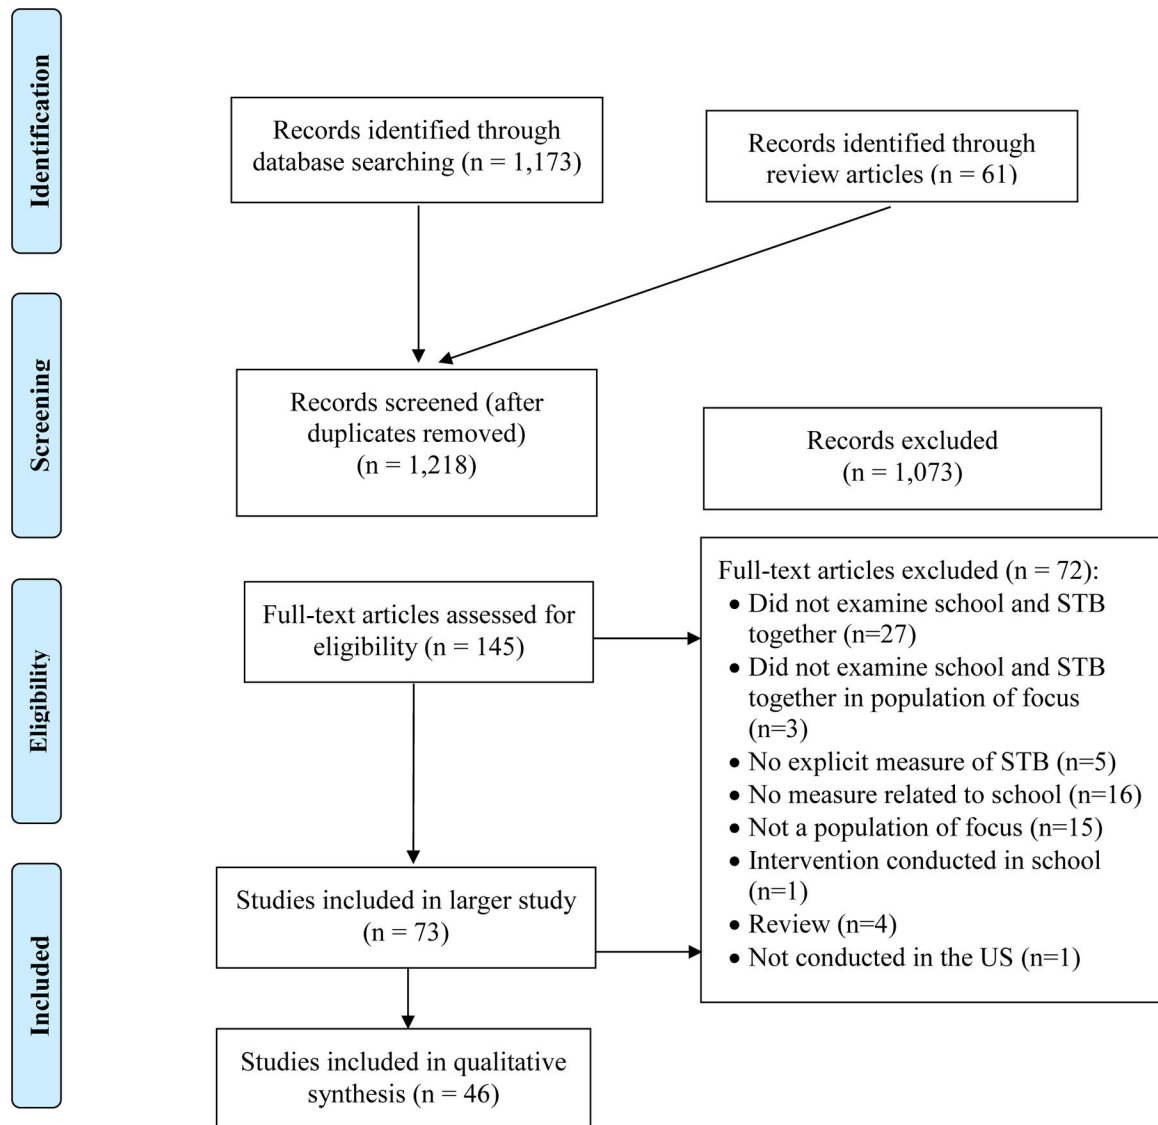 Identification
Records identified through
database searching (n = 1,173)
Records identified through
review articles (n = 61)
Screening
Records screened (after
duplicates removed)
(n = 1,218)
Records excluded
(n = 1,073)
Eligibility
Full-text articles assessed for
eligibility (n = 145)
Full-text articles excluded (n = 72):
• Did not examine school and STB
together (n=27)
• Did not examine school and STB
together in population of focus
(n=3)
• No explicit measure of STB (n=5)
• No measure related to school (n=16)
• Not a population of focus (n=15)
• Intervention conducted in school
(n=1)
• Review (n=4)
• Not conducted in the US (n=1)
Included
Studies included in larger study
(n = 73)
Studies included in qualitative
synthesis (n = 46)